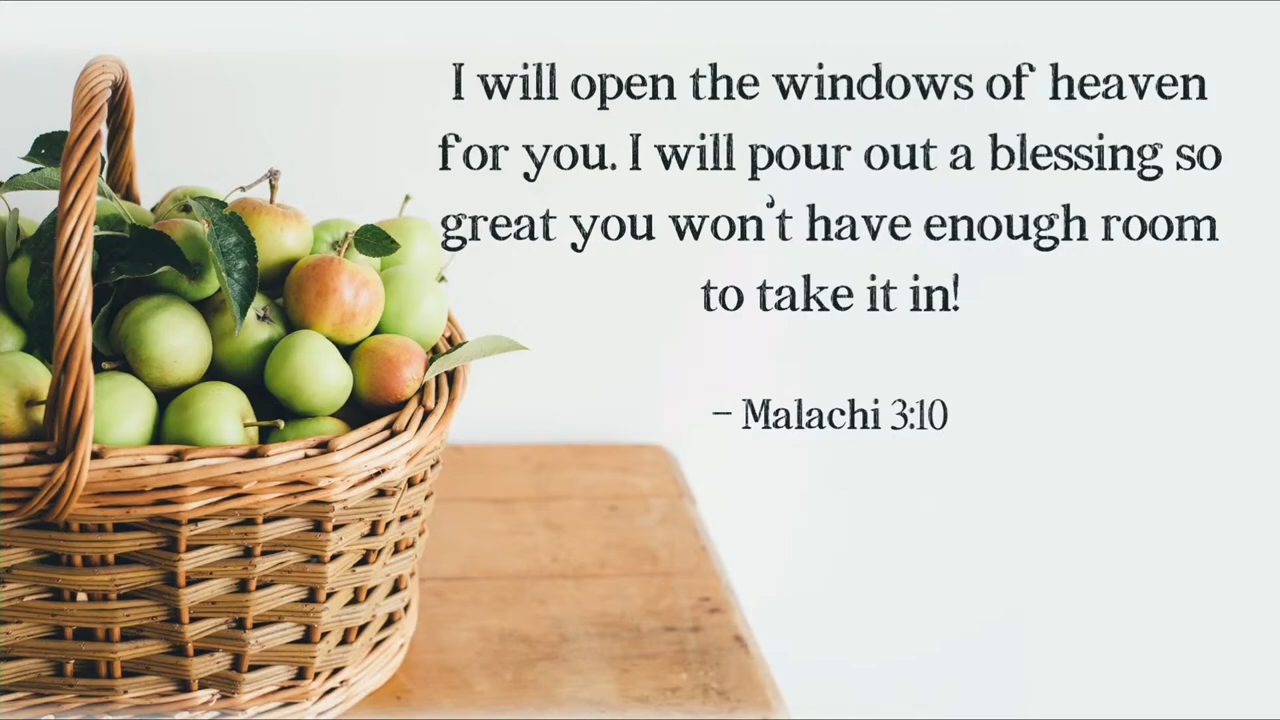 I will open the windows of heaven
for you. I will pour out a blessing so
great you won't have enough room
to take it in!
– Malachi 3:10